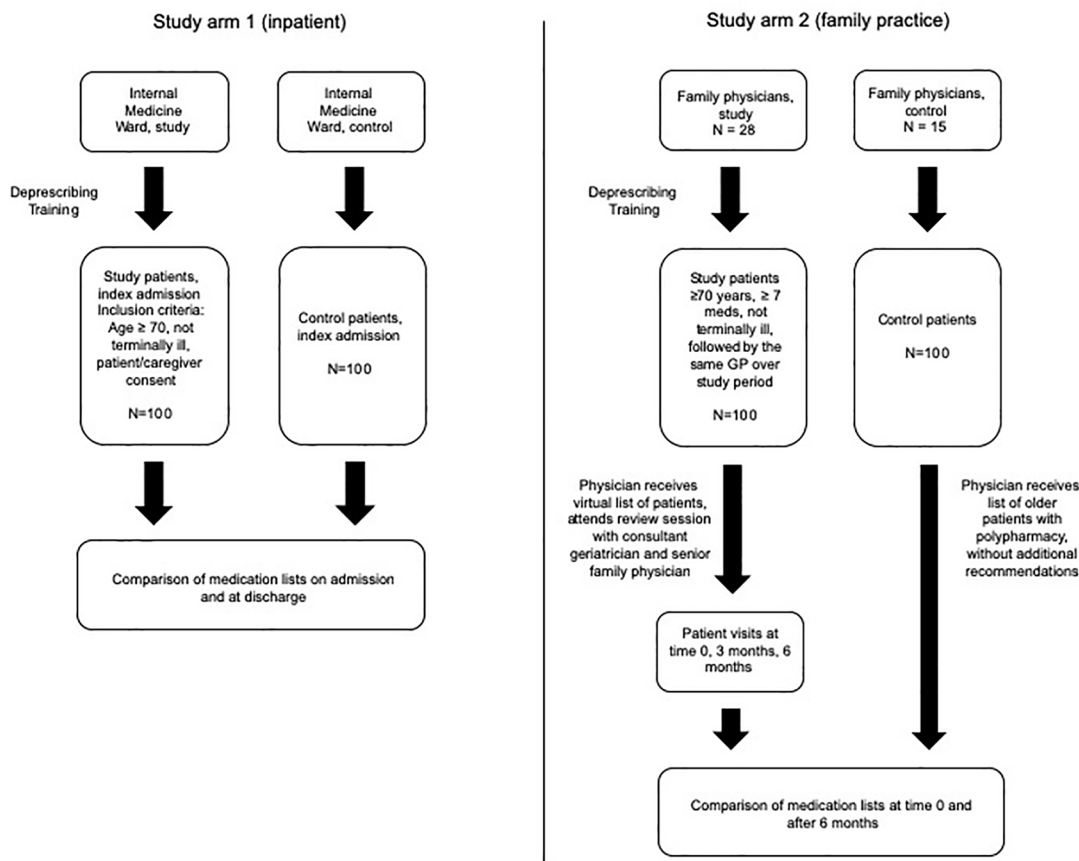 Study arm 1 (inpatient)
Internal
Medicine
Ward, study
Internal
Medicine
Ward, control
Deprescribing
Training
Study patients,
index admission
Inclusion criteria:
Age ≥ 70, not
terminally ill,
patient/caregiver
consent
N=100
Control patients,
index admission
N=100
Comparison of medication lists on admission
and at discharge
Study arm 2 (family practice)
Family physicians,
study
N = 28
Family physicians,
control
N = 15
Deprescribing
Training
Study patients
≥70 years, ≥ 7
meds, not
terminally ill,
followed by the
same GP over
study period
N=100
Control patients
N=100
Physician receives
virtual list of patients,
attends review session
with consultant
geriatrician and senior
family physician
Physician receives
list of older
patients with
polypharmacy,
without additional
recommendations
Patient visits at
time 0, 3 months, 6
months
Comparison of medication lists at time 0 and
after 6 months